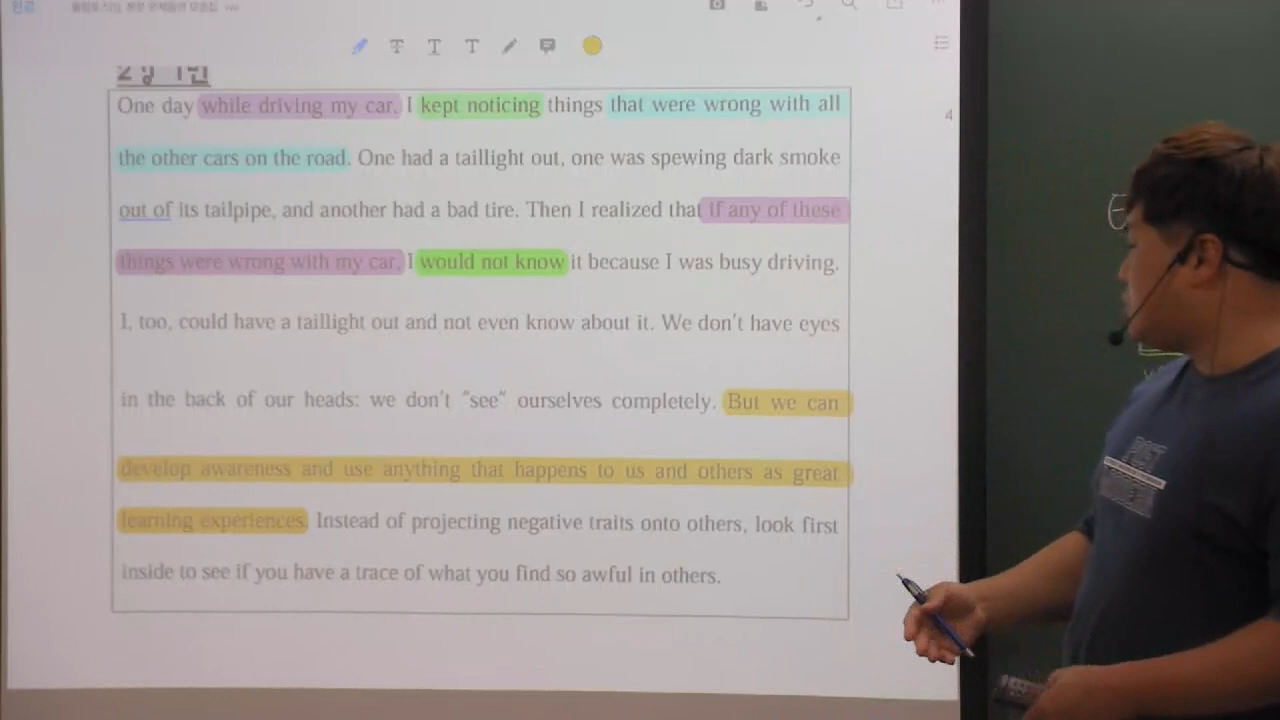 2강 1번
One day while driving my car, I kept noticing things that were wrong with all
the other cars on the road. One had a taillight out, one was spewing dark smoke
out of its tailpipe, and another had a bad tire. Then I realized that if any of these
things were wrong with my car, I would not know it because I was busy driving.
I, too, could have a taillight out and not even know about it. We don't have eyes
in the back of our heads: we don't "see" ourselves completely. But we can
develop awareness and use anything that happens to us and others as great
learning experiences. Instead of projecting negative traits onto others, look first
inside to see if you have a trace of what you find so awful in others.
4